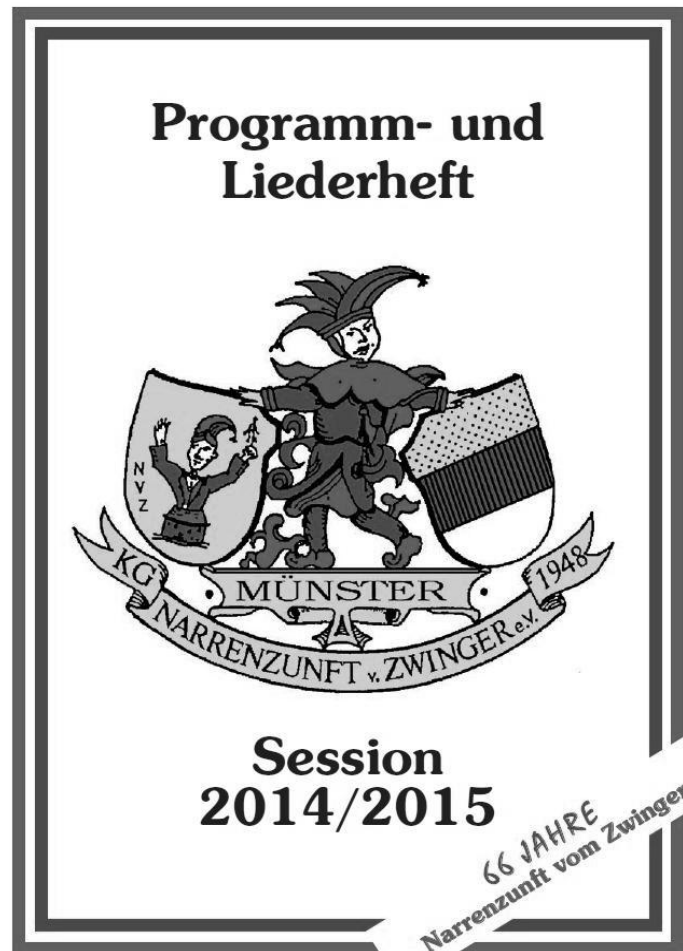 Programm- und
Liederheft
NVZ
KG
MÜNSTER
1948
NARRENZUNFT v. ZWINGER e.V.
Session
2014/2015
66 JAHRE
Narrenzunft vom Zwinger